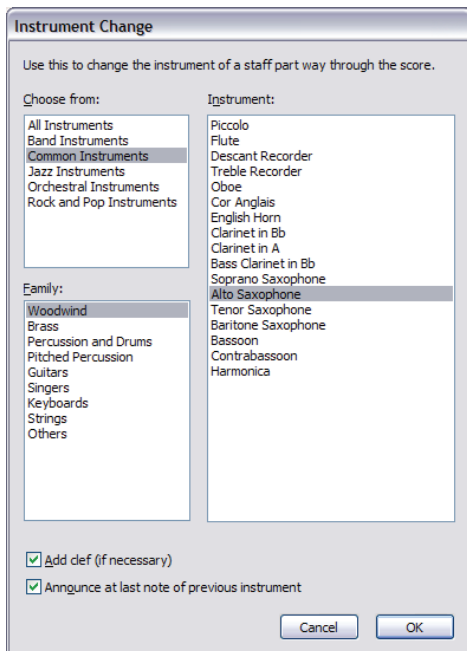 Instrument Change
Use this to change the instrument of a staff part way through the score.
Choose from:
All Instruments
Band Instruments
Common Instruments
Jazz Instruments
Orchestral Instruments
Rock and Pop Instruments
Family:
Woodwind
Brass
Percussion and Drums
Pitched Percussion
Guitars
Singers
Keyboards
Strings
Others
Instrument:
Piccolo
Flute
Descant Recorder
Treble Recorder
Oboe
Cor Anglais
English Horn
Clarinet in Bb
Clarinet in A
Bass Clarinet in Bb
Soprano Saxophone
Alto Saxophone
Tenor Saxophone
Baritone Saxophone
Bassoon
Contrabassoon
Harmonica
Add clef (if necessary)
Announce at last note of previous instrument
Cancel
OK